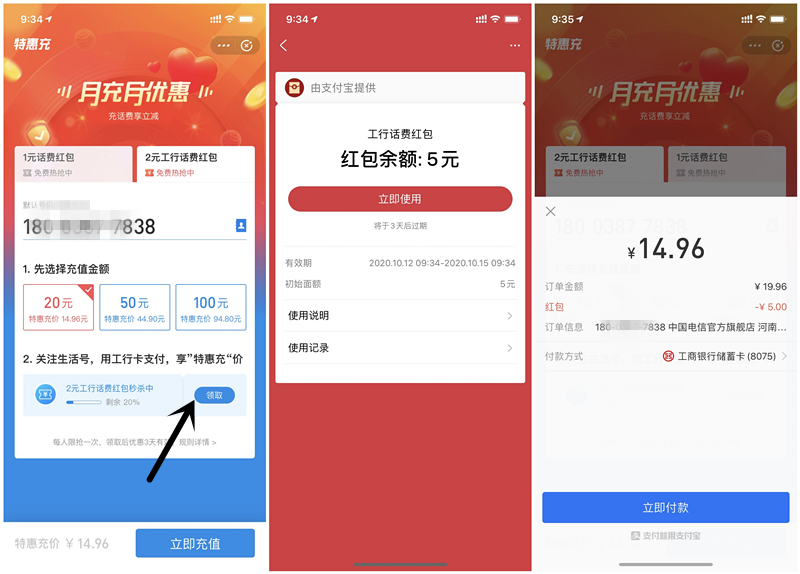 9:34
特惠充
月充月优惠
充话费享立减
1元话费红包
免费热抢中
2元工行话费红包
免费热抢中
180 7838
1. 先选择充值金额
20元
特惠充价 14.96元
50元
特惠充价 44.90元
100元
特惠充价 94.80元
2. 关注生活号，用工行卡支付，享"特惠充“价
2元工行话费红包秒杀中
剩余 20%
领取
每人限抢一次、领取后优惠3天有效
规则详情 >
特惠充价 ¥ 14.96
立即充值
9:34
由支付宝提供
工行话费红包
红包余额: 5 元
立即使用
将于3天后过期
有效期
2020.10.12 09:34-2020.10.15 09:34
初始面额
5元
使用说明
使用记录
9:35
特惠充
月充月优惠
充话费享立减
2元工行话费红包
免费热抢中
1元话费红包
免费热抢中
¥14.96
订单金额
¥ 19.96
红包
-¥ 5.00
订单信息
180 7838 中国电信官方旗舰店 河南...
付款方式
工商银行储蓄卡 (8075)
立即付款
支付就用支付宝